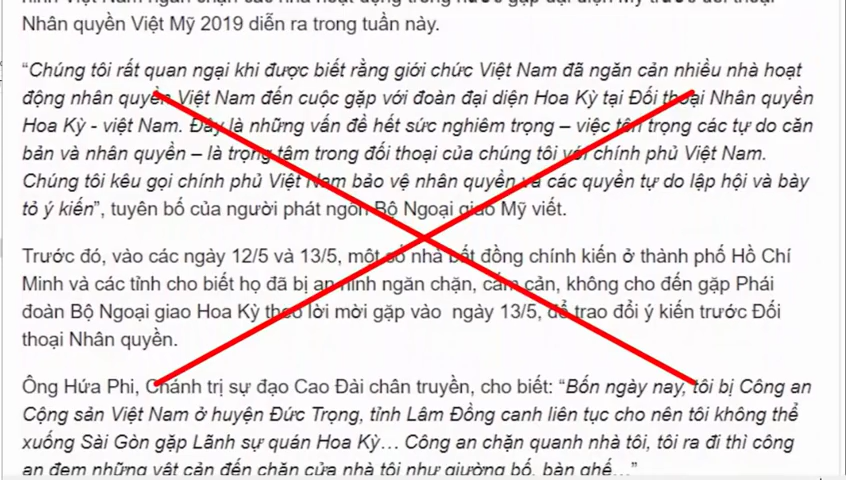 Nhân quyền Việt Mỹ 2019 diễn ra trong tuần này.
“Chúng tôi rất quan ngại khi được biết rằng giới chức Việt Nam đã ngăn cản nhiều nhà hoạt
động nhân quyền Việt Nam đến cuộc gặp với đoàn đại diện Hoa Kỳ tại Đối thoại Nhân quyền
Hoa Kỳ - việt Nam. Đây là những vấn đề hết sức nghiêm trọng – việc tôn trọng các tự do căn
bản và nhân quyền – là trọng tâm trong đối thoại của chúng tôi với chính phủ Việt Nam.
Chúng tôi kêu gọi chính phủ Việt Nam bảo vệ nhân quyền và các quyền tự do lập hội và bày
tỏ ý kiến”, tuyên bố của người phát ngôn Bộ Ngoại giao Mỹ viết.
Trước đó, vào các ngày 12/5 và 13/5, một số nhà bất đồng chính kiến ở thành phố Hồ Chí
Minh và các tỉnh cho biết họ đã bị an ninh ngăn chặn, cấm cản, không cho đến gặp Phái
đoàn Bộ Ngoại giao Hoa Kỳ theo lời mời gặp vào ngày 13/5, để trao đổi ý kiến trước Đối
thoại Nhân quyền.
Ông Hứa Phi, Chánh trị sự đạo Cao Đài chân truyền, cho biết: “Bốn ngày nay, tôi bị Công an
Cộng sản Việt Nam ở huyện Đức Trọng, tỉnh Lâm Đồng canh liên tục cho nên tôi không thể
xuống Sài Gòn gặp Lãnh sự quán Hoa Kỳ… Công an chặn quanh nhà tôi, tôi ra đi thì công
an đem những vật cản đến chặn cửa nhà tôi như giường bố, bàn ghế…”